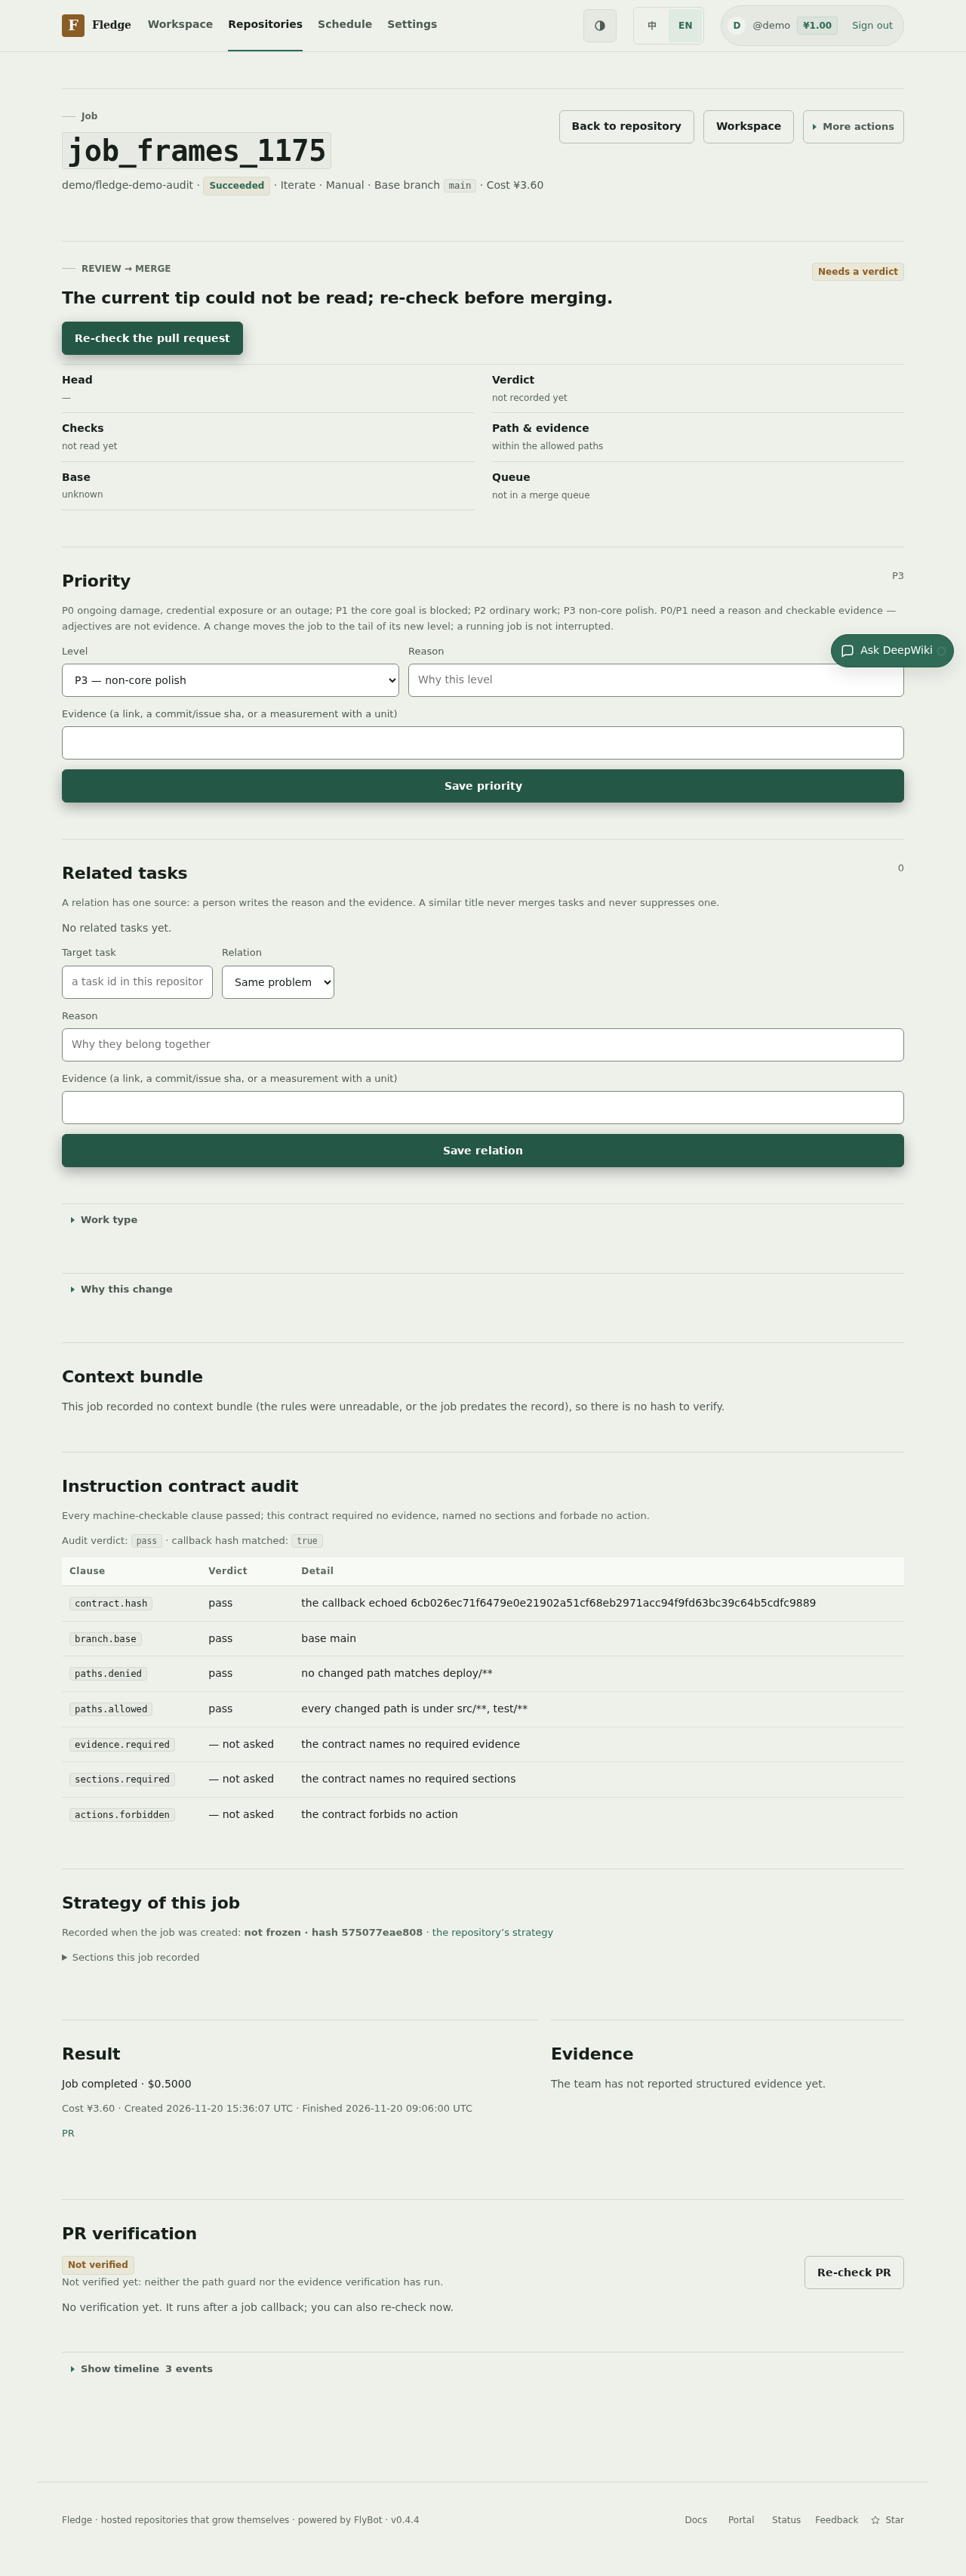 F Fledge Workspace Repositories Schedule Settings 中 EN D @demo ¥1.00 Sign out
Job
job_frames_1175
Back to repository Workspace More actions
demo/fledge-demo-audit · Succeeded · Iterate · Manual · Base branch main · Cost ¥3.60
REVIEW → MERGE
Needs a verdict
The current tip could not be read; re-check before merging.
Re-check the pull request
Head
—
Verdict
not recorded yet
Checks
not read yet
Path & evidence
within the allowed paths
Base
unknown
Queue
not in a merge queue
Priority
P3
P0 ongoing damage, credential exposure or an outage; P1 the core goal is blocked; P2 ordinary work; P3 non-core polish. P0/P1 need a reason and checkable evidence —
adjectives are not evidence. A change moves the job to the tail of its new level; a running job is not interrupted.
Ask DeepWiki
Level
Reason
P3 — non-core polish
Why this level
Evidence (a link, a commit/issue sha, or a measurement with a unit)
Save priority
Related tasks
0
A relation has one source: a person writes the reason and the evidence. A similar title never merges tasks and never suppresses one.
No related tasks yet.
Target task
Relation
a task id in this repositor
Same problem
Reason
Why they belong together
Evidence (a link, a commit/issue sha, or a measurement with a unit)
Save relation
Work type
Why this change
Context bundle
This job recorded no context bundle (the rules were unreadable, or the job predates the record), so there is no hash to verify.
Instruction contract audit
Every machine-checkable clause passed; this contract required no evidence, named no sections and forbade no action.
Audit verdict: pass · callback hash matched: true
Clause Verdict Detail
contract.hash pass the callback echoed 6cb026ec71f6479e0e21902a51cf68eb2971acc94f9fd63bc39c64b5cdfc9889
branch.base pass base main
paths.denied pass no changed path matches deploy/**
paths.allowed pass every changed path is under src/**, test/**
evidence.required — not asked the contract names no required evidence
sections.required — not asked the contract names no required sections
actions.forbidden — not asked the contract forbids no action
Strategy of this job
Recorded when the job was created: not frozen · hash 575077eae808 · the repository's strategy
Sections this job recorded
Result
Job completed · $0.5000
Cost ¥3.60 · Created 2026-11-20 15:36:07 UTC · Finished 2026-11-20 09:06:00 UTC
PR
Evidence
The team has not reported structured evidence yet.
PR verification
Not verified
Not verified yet: neither the path guard nor the evidence verification has run.
Re-check PR
No verification yet. It runs after a job callback; you can also re-check now.
Show timeline 3 events
Fledge · hosted repositories that grow themselves · powered by FlyBot · v0.4.4
Docs Portal Status Feedback Star